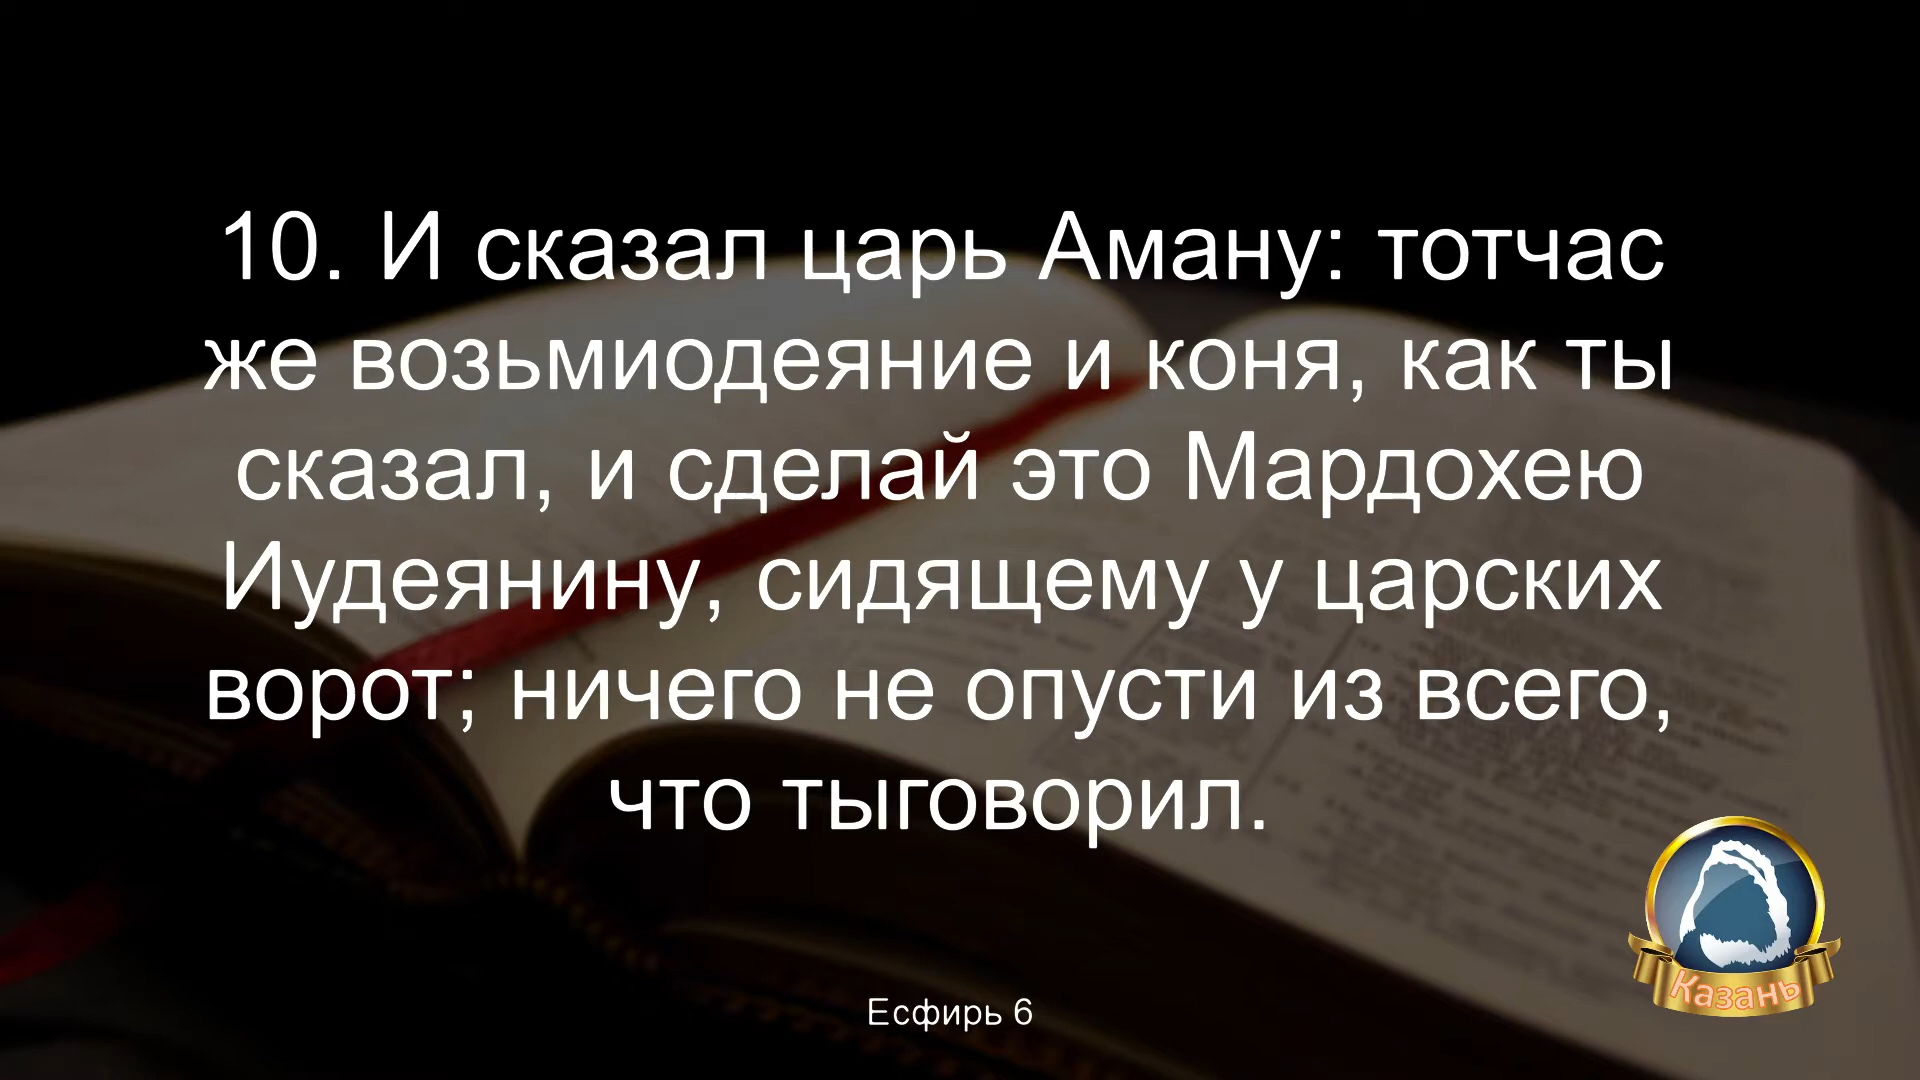 10. И сказал царь Аману: тотчас
же возьмиодеяние и коня, как ты
сказал, и сделай это Мардохею
Иудеянину, сидящему у царских
ворот; ничего не опусти из всего,
что тыговорил.
Есфирь 6
Казань